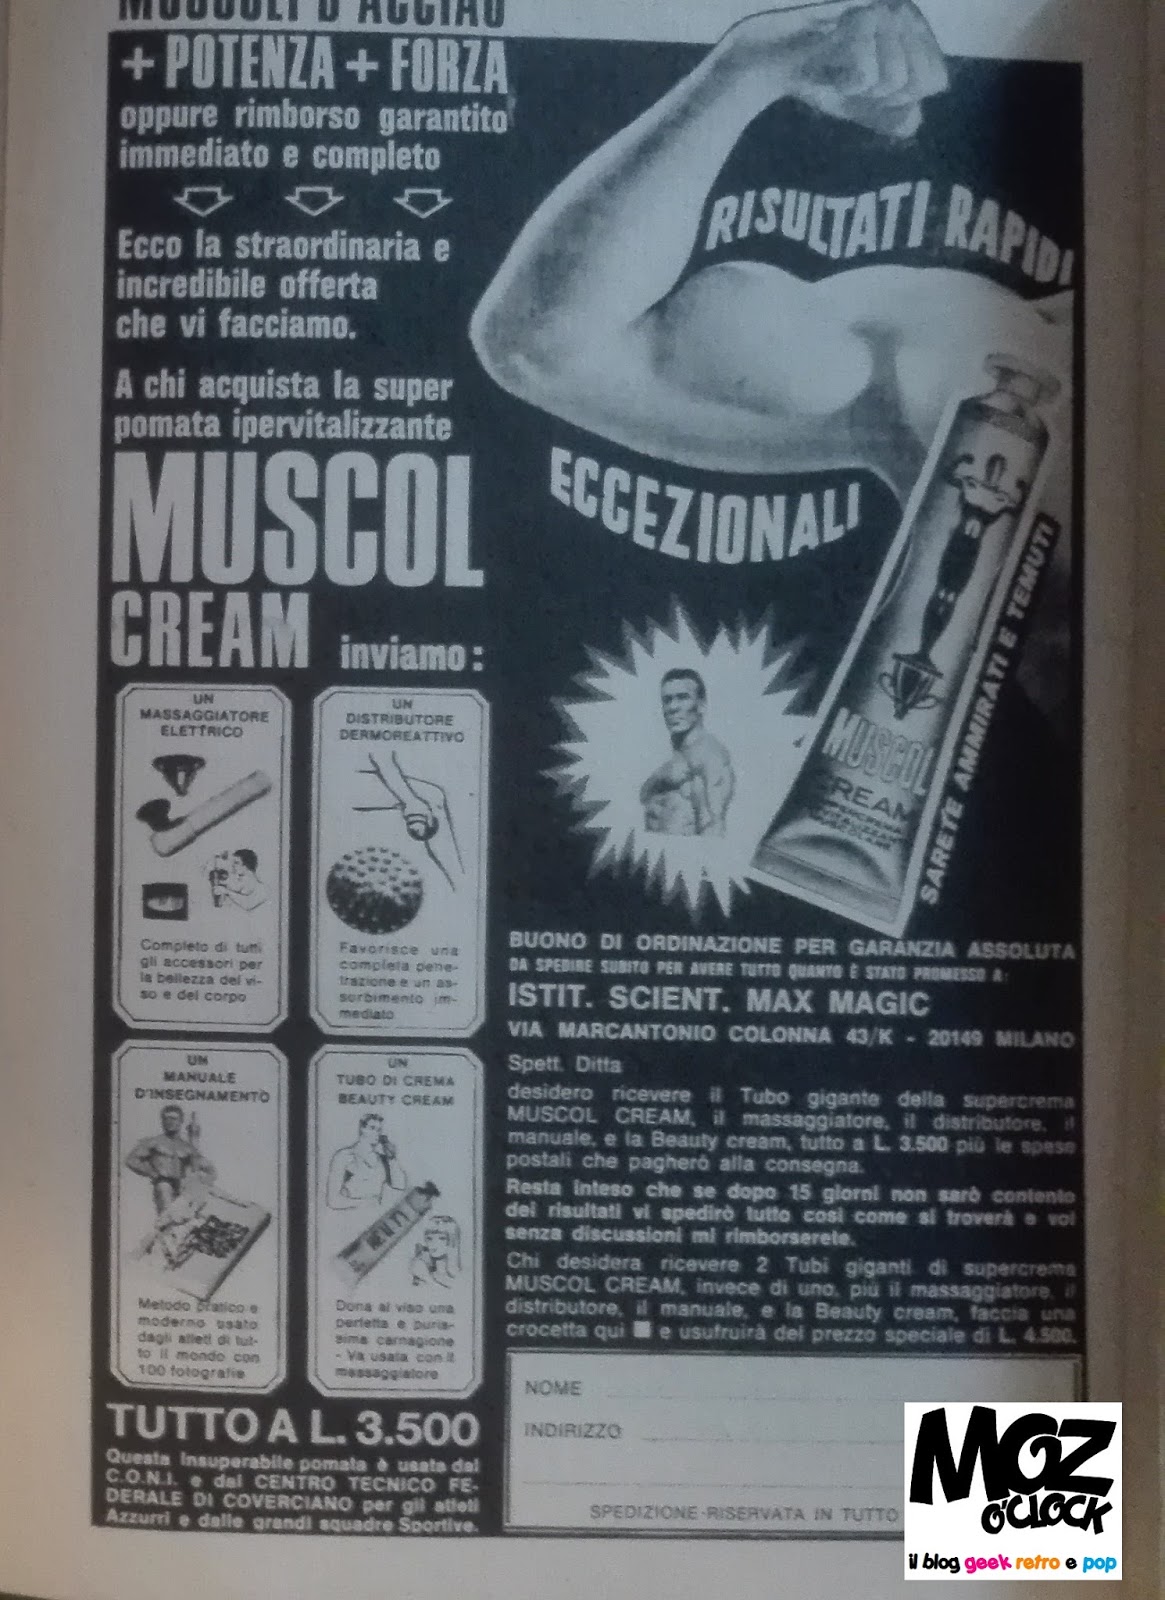 MUSCOLI D'ACCIAO
+ POTENZA + FORZA
oppure rimborso garantito
immediato e completo
Ecco la straordinaria e
incredibile offerta
che vi facciamo.
A chi acquista la super
pomata ipervitalizzante
MUSCOL
CREAM inviamo:
RISULTATI RAPIDI
ECCEZIONALI
SARETE AMMIRATI E TEMUTI
MUSCOL
CREAM
SUPERCREMA
VITALIZZANTE
MUSCOLARE
UN
MASSAGGIATORE
ELETTRICO
Completo di tutti
gli accessori per
la bellezza del vi-
so e del corpo
UN
DISTRIBUTORE
DERMOREATTIVO
Favorisce una
completa pene-
trazione e un as-
sorbimento im-
mediato
UN
MANUALE
D'INSEGNAMENTO
Metodo pratico e
moderno usato
dagli atleti di tut-
to il mondo con
100 fotografie
UN
TUBO DI CREMA
BEAUTY CREAM
BEAUTY
Dona al viso una
perfetta e puris-
sima carnagione
- Va usata con il
massaggiatore
TUTTO A L. 3.500
Questa insuperabile pomata è usata dal
C.O.N.I. e dal CENTRO TECNICO FE-
DERALE DI COVERCIANO per gli atleti
Azzurri e dalle grandi squadre Sportive.
BUONO DI ORDINAZIONE PER GARANZIA ASSOLUTA
DA SPEDIRE SUBITO PER AVERE TUTTO QUANTO È STATO PROMESSO A:
ISTIT. SCIENT. MAX MAGIC
VIA MARCANTONIO COLONNA 43/K - 20149 MILANO
Spett. Ditta
desidero ricevere il Tubo gigante della supercrema
MUSCOL CREAM, il massaggiatore, il distributore, il
manuale, e la Beauty cream, tutto a L. 3.500 più le spese
postali che pagherò alla consegna.
Resta inteso che se dopo 15 giorni non sarò contento
dei risultati vi spedirò tutto così come si troverà e voi
senza discussioni mi rimborserete.
Chi desidera ricevere 2 Tubi giganti di supercrema
MUSCOL CREAM, invece di uno, più il massaggiatore, il
distributore, il manuale, e la Beauty cream, faccia una
crocetta qui ■ e usufruirà del prezzo speciale di L. 4.500.
NOME
INDIRIZZO
SPEDIZIONE RISERVATA IN TUTTO
MOZ
O'CLOCK
il blog geek retro e pop